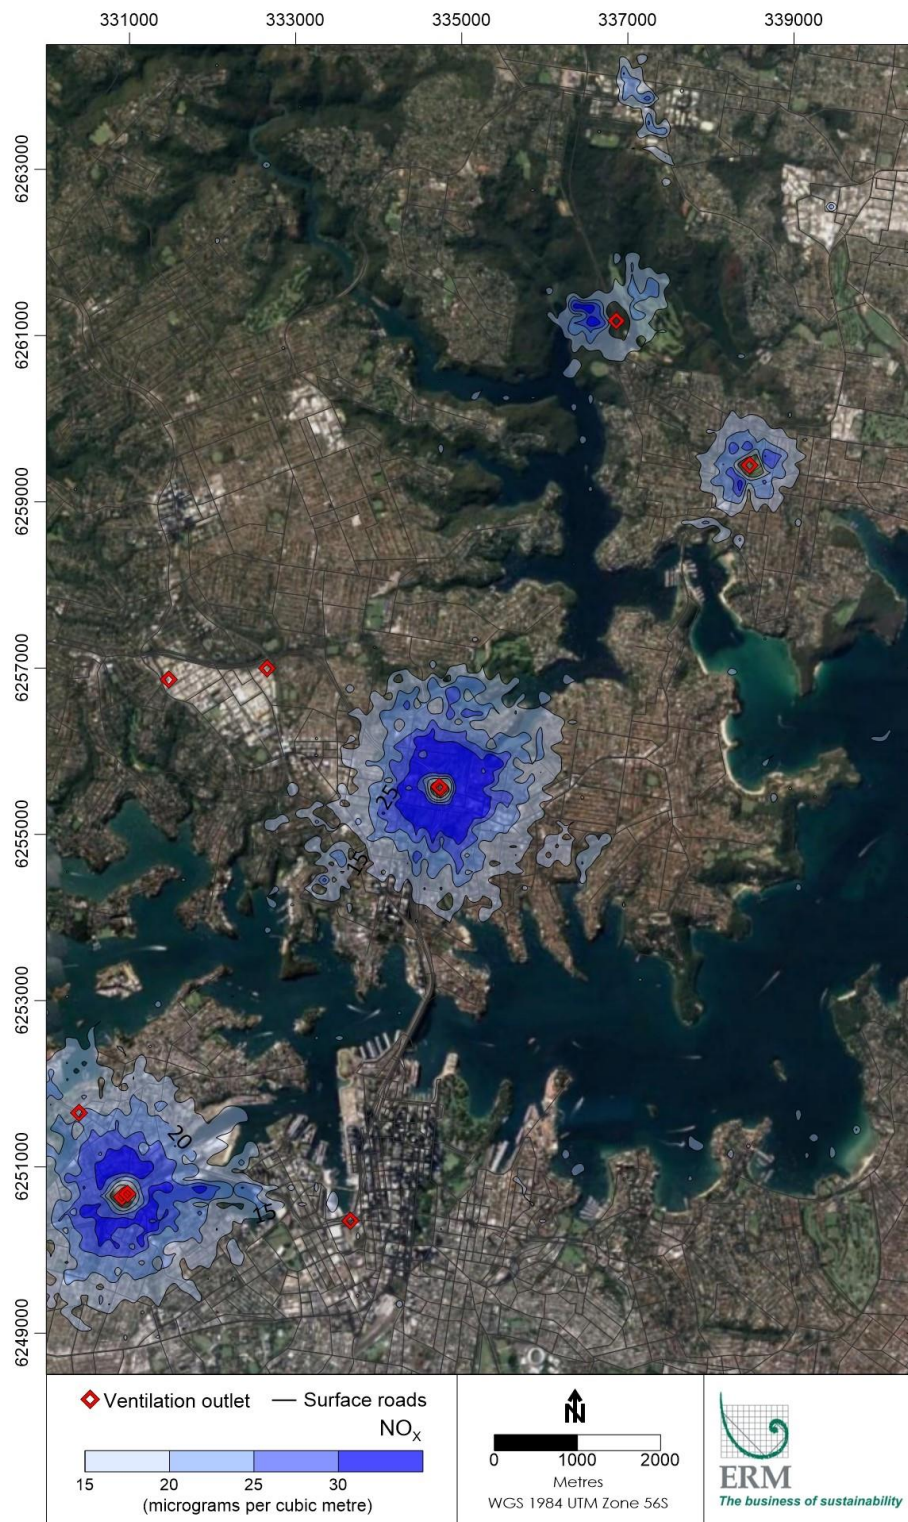 331000 333000 335000 337000 339000
6263000
6261000
6259000
6257000
6255000
6253000
6251000
6249000
25
15
20
15
Ventilation outlet Surface roads
NOx
15 20 25 30
(micrograms per cubic metre)
N
0 1000 2000
Metres
WGS 1984 UTM Zone 56S
ERM
The business of sustainability